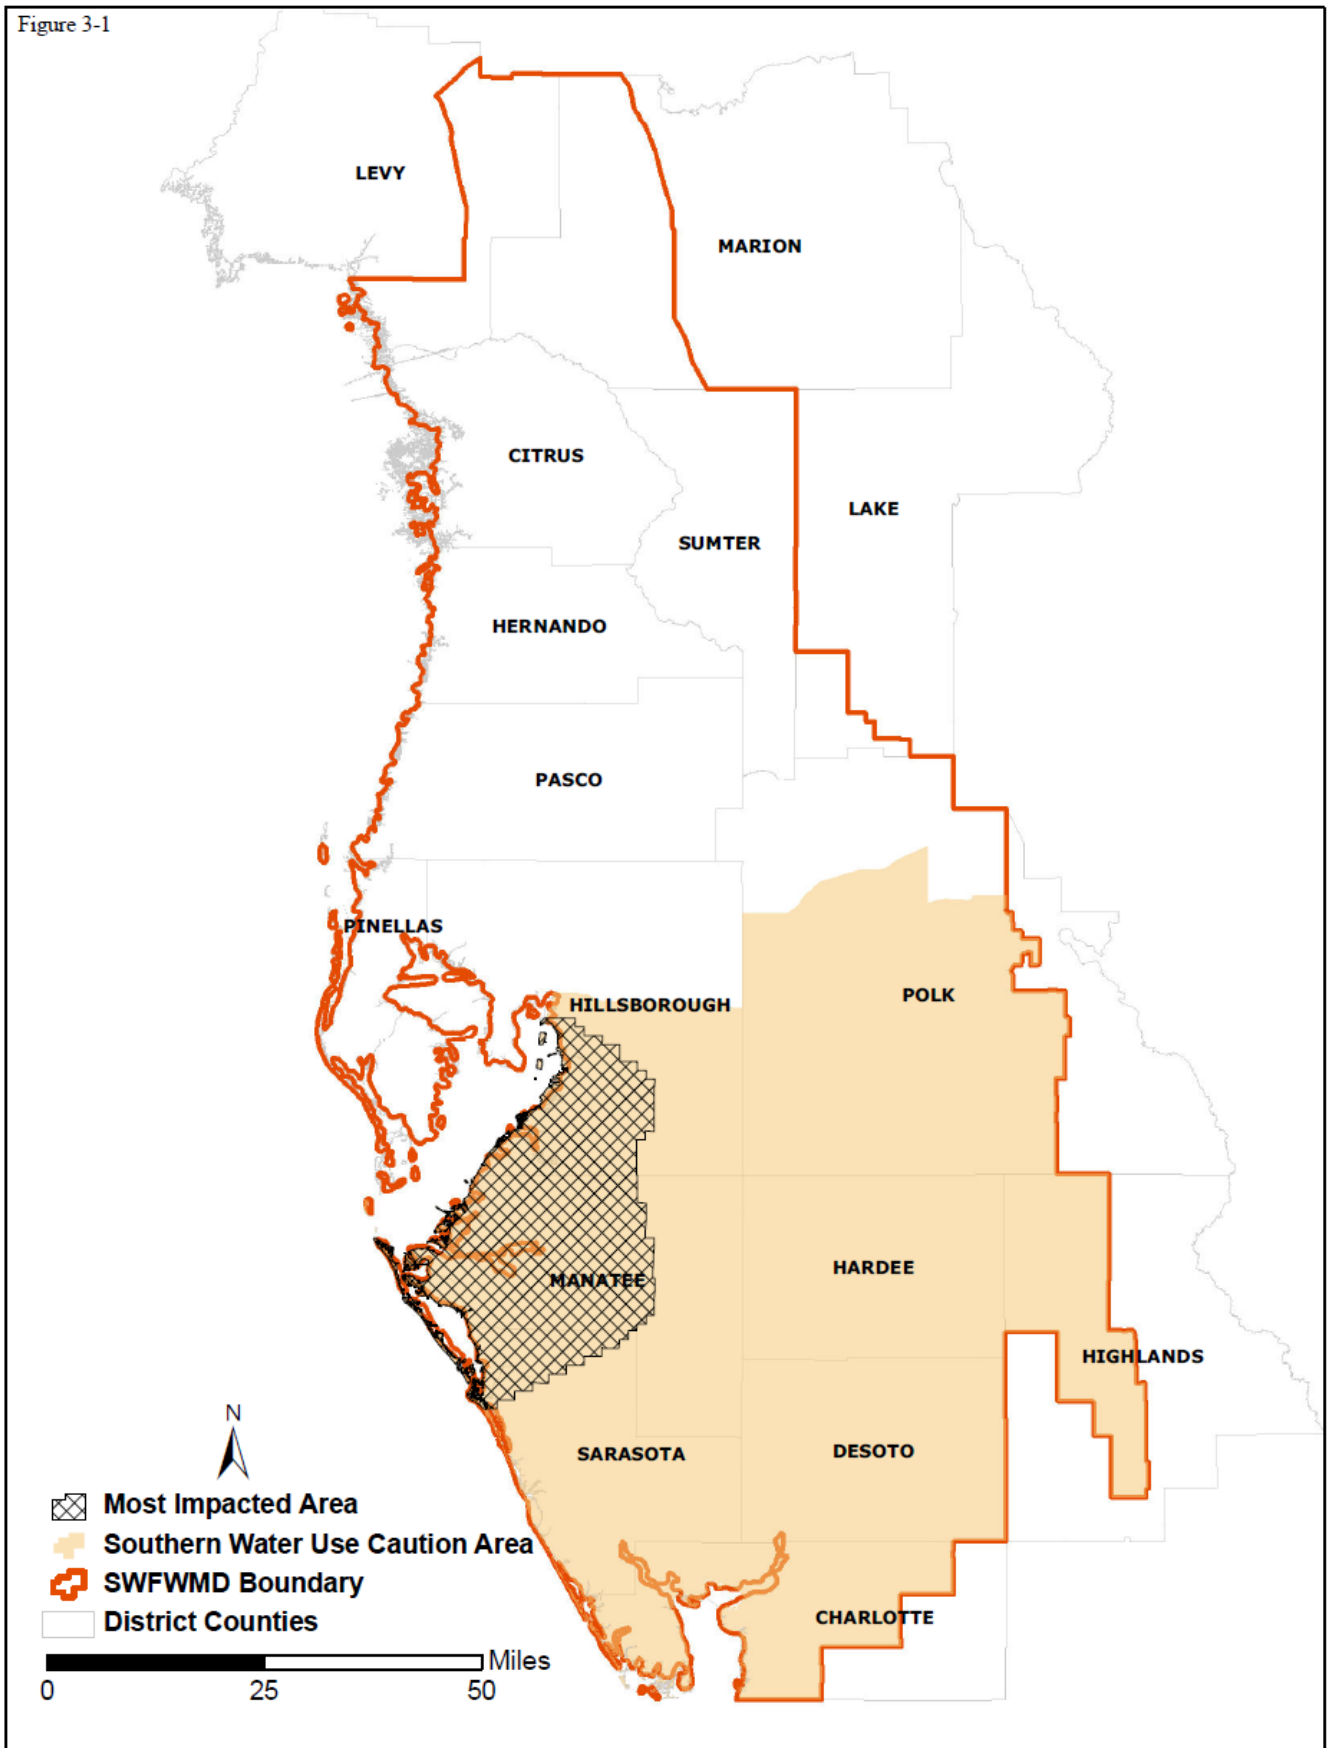 Figure 3-1
LEVY
MARION
CITRUS
LAKE
SUMTER
HERNANDO
PASCO
PINELLAS
POLK
HILLSBOROUGH
HARDEE
MANATEE
HIGHLANDS
SARASOTA
DESOTO
CHARLOTTE
N
Most Impacted Area
Southern Water Use Caution Area
SWFWMD Boundary
District Counties
Miles
0 25 50